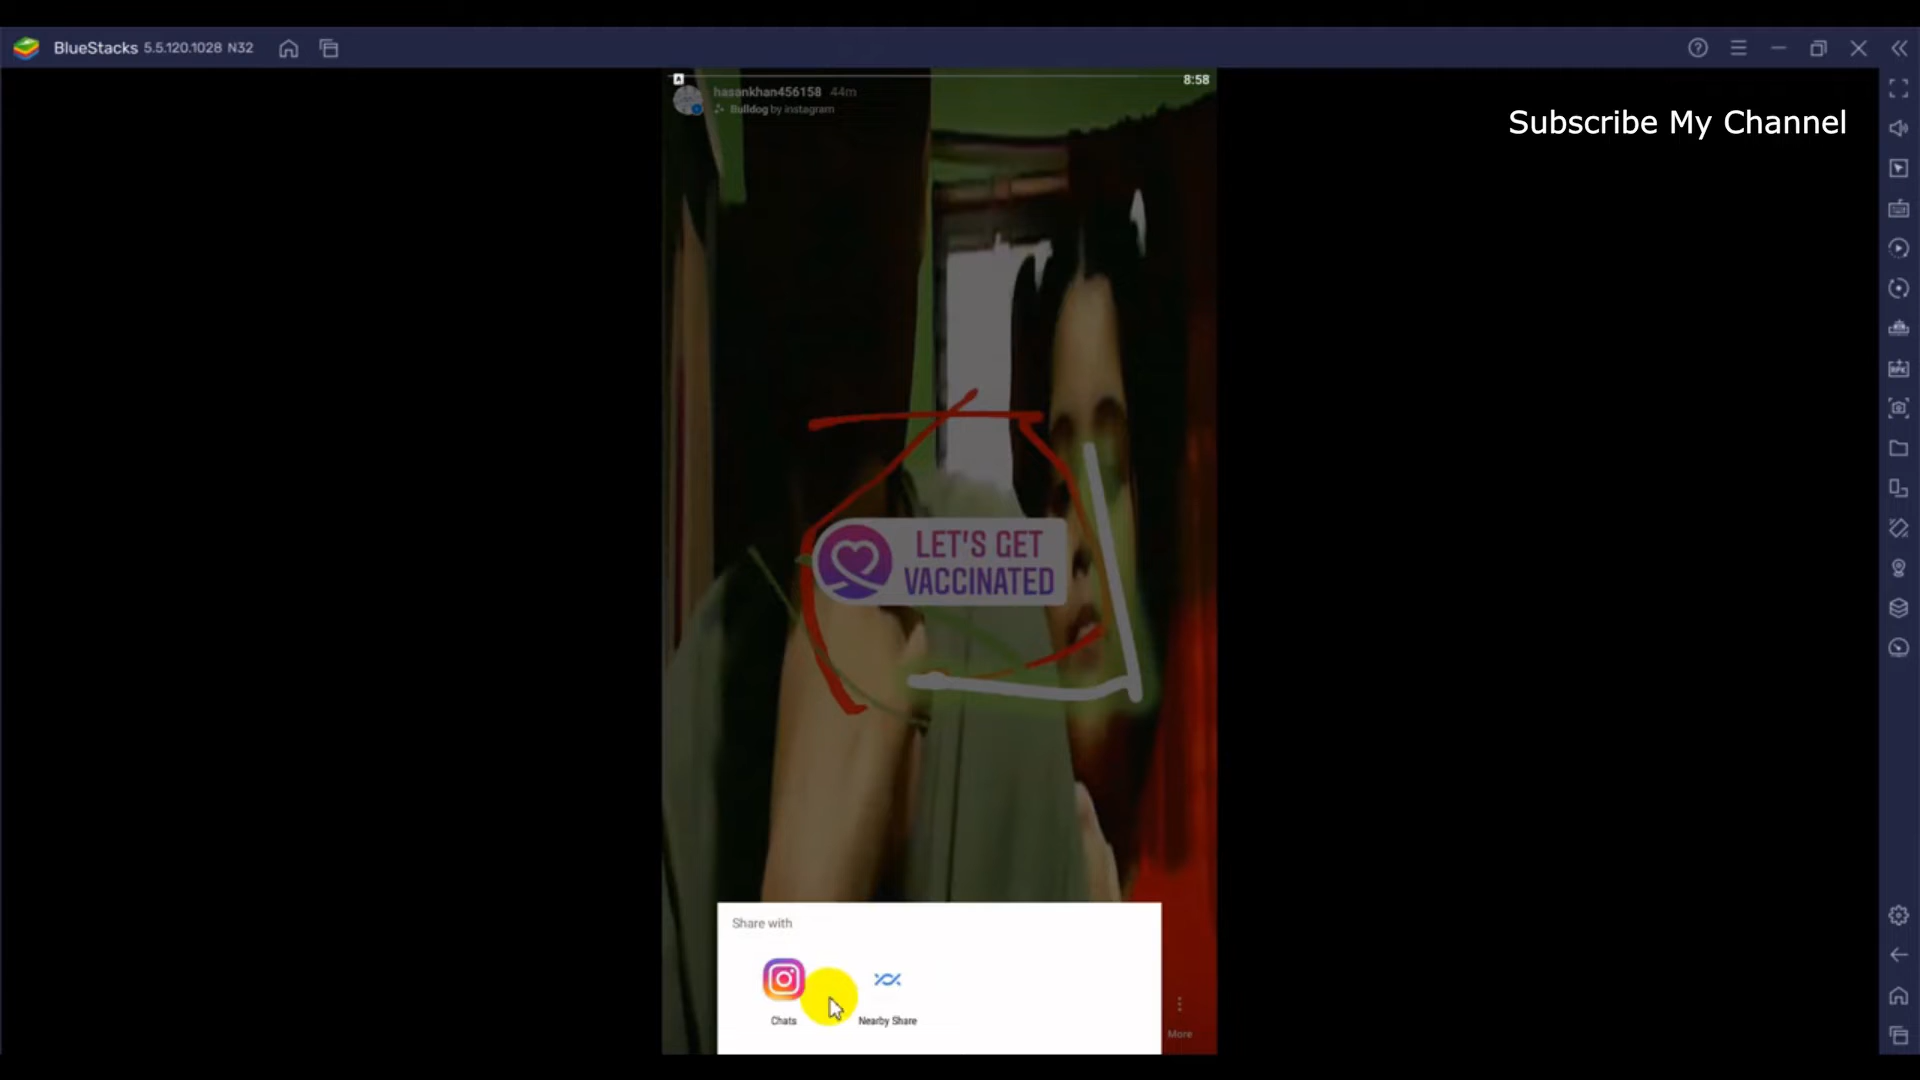 BlueStacks 5.5.120.1028 N32
8:58
hasankhan456158 44m
Bulldog by instagram
Subscribe My Channel
LET'S GET
VACCINATED
Share with
Chats
Nearby Share
More